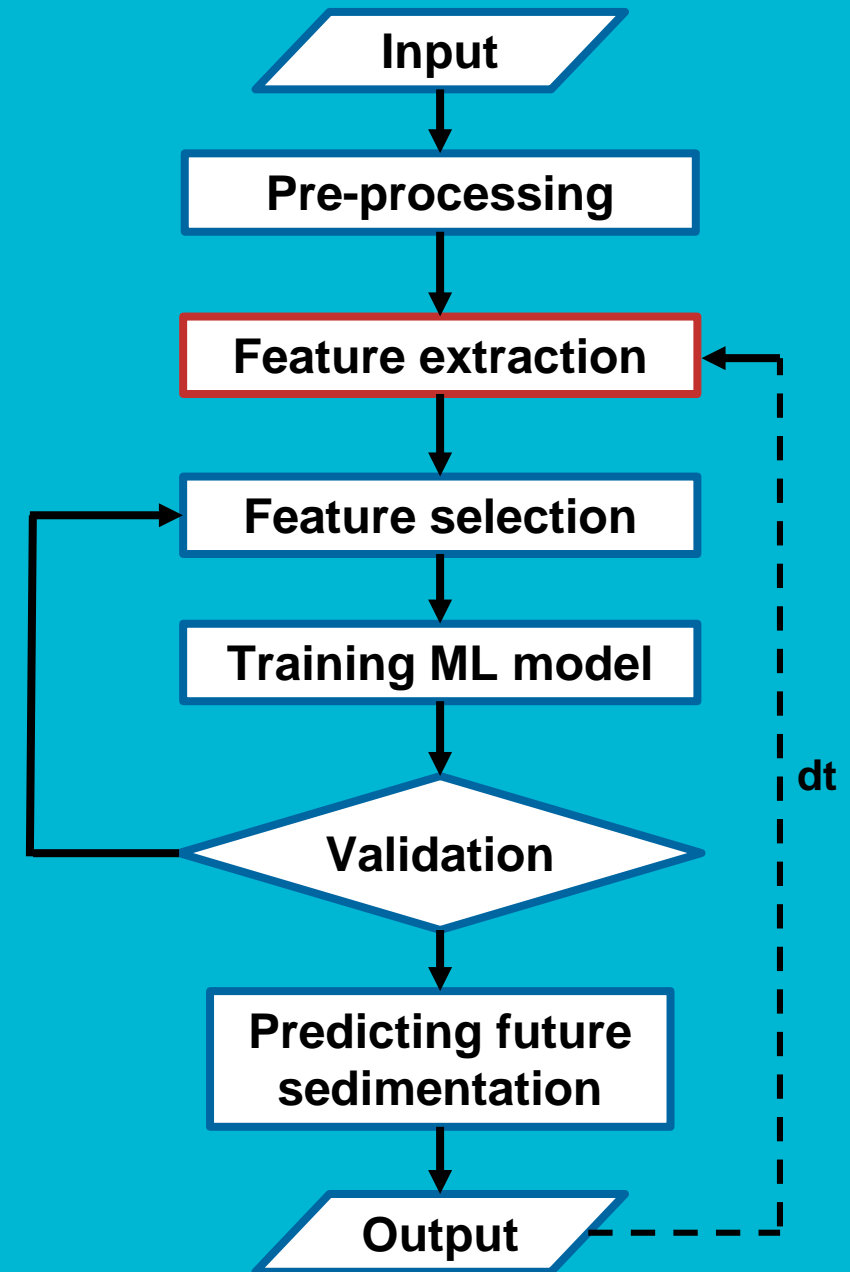 Input
Pre-processing
Feature extraction
Feature selection
Training ML model
dt
Validation
Predicting future
sedimentation
Output